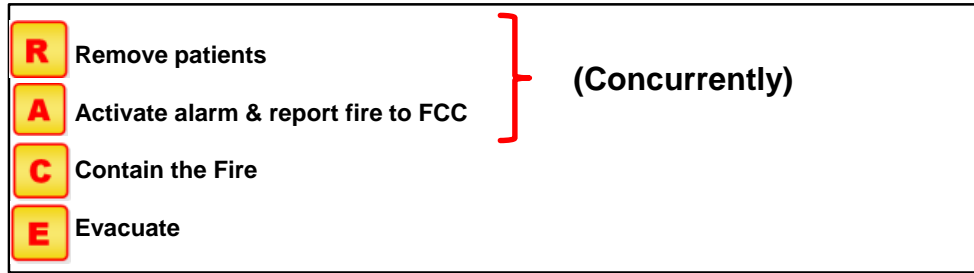 R Remove patients
(Concurrently)
A Activate alarm & report fire to FCC
C Contain the Fire
E Evacuate